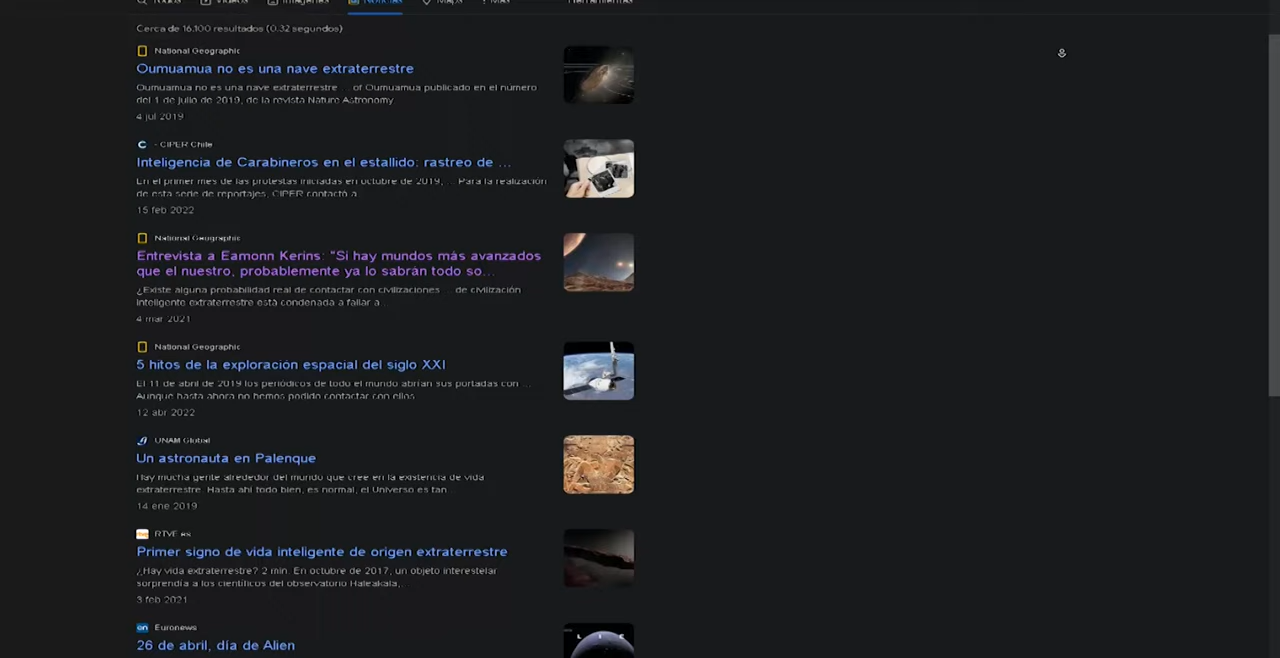 Todos Vídeos Imágenes Noticias Maps Más Herramientas
Cerca de 16.100 resultados (0.32 segundos)
National Geographic
Oumuamua no es una nave extraterrestre
Oumuamua no es una nave extraterrestre ... of Oumuamua publicado en el número
del 1 de julio de 2019, de la revista Nature Astronomy
4 jul 2019
- CIPER Chile
Inteligencia de Carabineros en el estallido: rastreo de ...
En el primer mes de las protestas iniciadas en octubre de 2019, ... Para la realización
de esta serie de reportajes, CIPER contactó a...
15 feb 2022
National Geographic
Entrevista a Eamonn Kerins: "Si hay mundos más avanzados
que el nuestro, probablemente ya lo sabrán todo so...
¿Existe alguna probabilidad real de contactar con civilizaciones ... de civilización
inteligente extraterrestre está condenada a fallar a...
4 mar 2021
National Geographic
5 hitos de la exploración espacial del siglo XXI
El 11 de abril de 2019 los periódicos de todo el mundo abrían sus portadas con ...
Aunque hasta ahora no hemos podido contactar con ellos...
12 abr 2022
UNAM Global
Un astronauta en Palenque
Hay mucha gente alrededor del mundo que cree en la existencia de vida
extraterrestre. Hasta ahí todo bien, es normal, el Universo es tan...
14 ene 2019
rtve RTVE.es
Primer signo de vida inteligente de origen extraterrestre
¿Hay vida extraterrestre? 2 min. En octubre de 2017, un objeto interestelar
sorprendía a los científicos del observatorio Haleakala,...
3 feb 2021
en Euronews
26 de abril, día de Alien
L I E